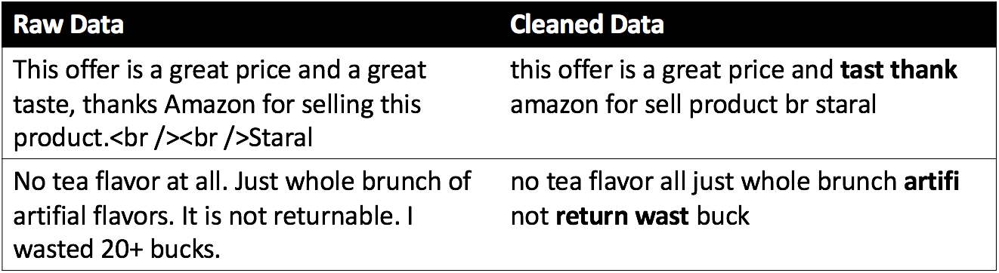 Raw Data Cleaned Data
This offer is a great price and a great
taste, thanks Amazon for selling this
product.<br /><br />Staral
this offer is a great price and tast thank
amazon for sell product br staral
No tea flavor at all. Just whole brunch of
artifial flavors. It is not returnable. I
wasted 20+ bucks.
no tea flavor all just whole brunch artifi
not return wast buck